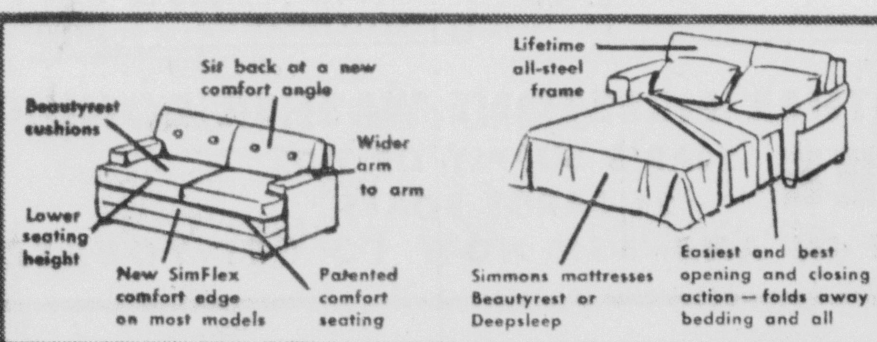 Sit back at a new
comfort angle
Beautyrest
cushions
Wider
arm
to arm
Lower
seating
height
New SimFlex
comfort edge
on most models
Patented
comfort
seating
Lifetime
all-steel
frame
Simmons mattresses
Beautyrest or
Deepsleep
Easiest and best
opening and closing
action — folds away
bedding and all